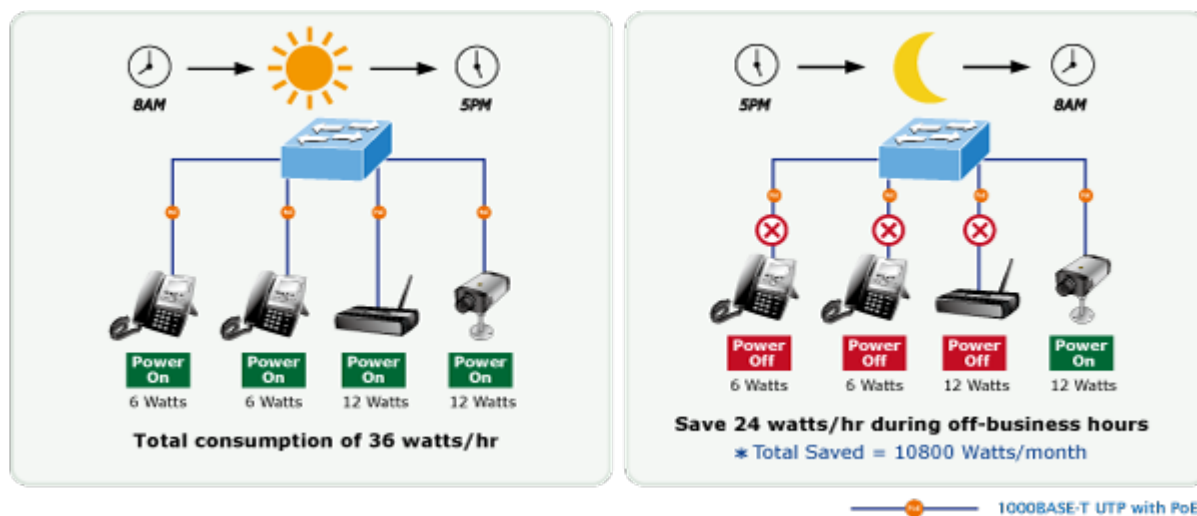 8AM
5PM
Power
On
6 Watts
Power
On
6 Watts
Power
On
12 Watts
Power
On
12 Watts
Total consumption of 36 watts/hr
5PM
8AM
Power
Off
6 Watts
Power
Off
6 Watts
Power
Off
12 Watts
Power
On
12 Watts
Save 24 watts/hr during off-business hours
* Total Saved = 10800 Watts/month
PoE 1000BASE-T UTP with PoE